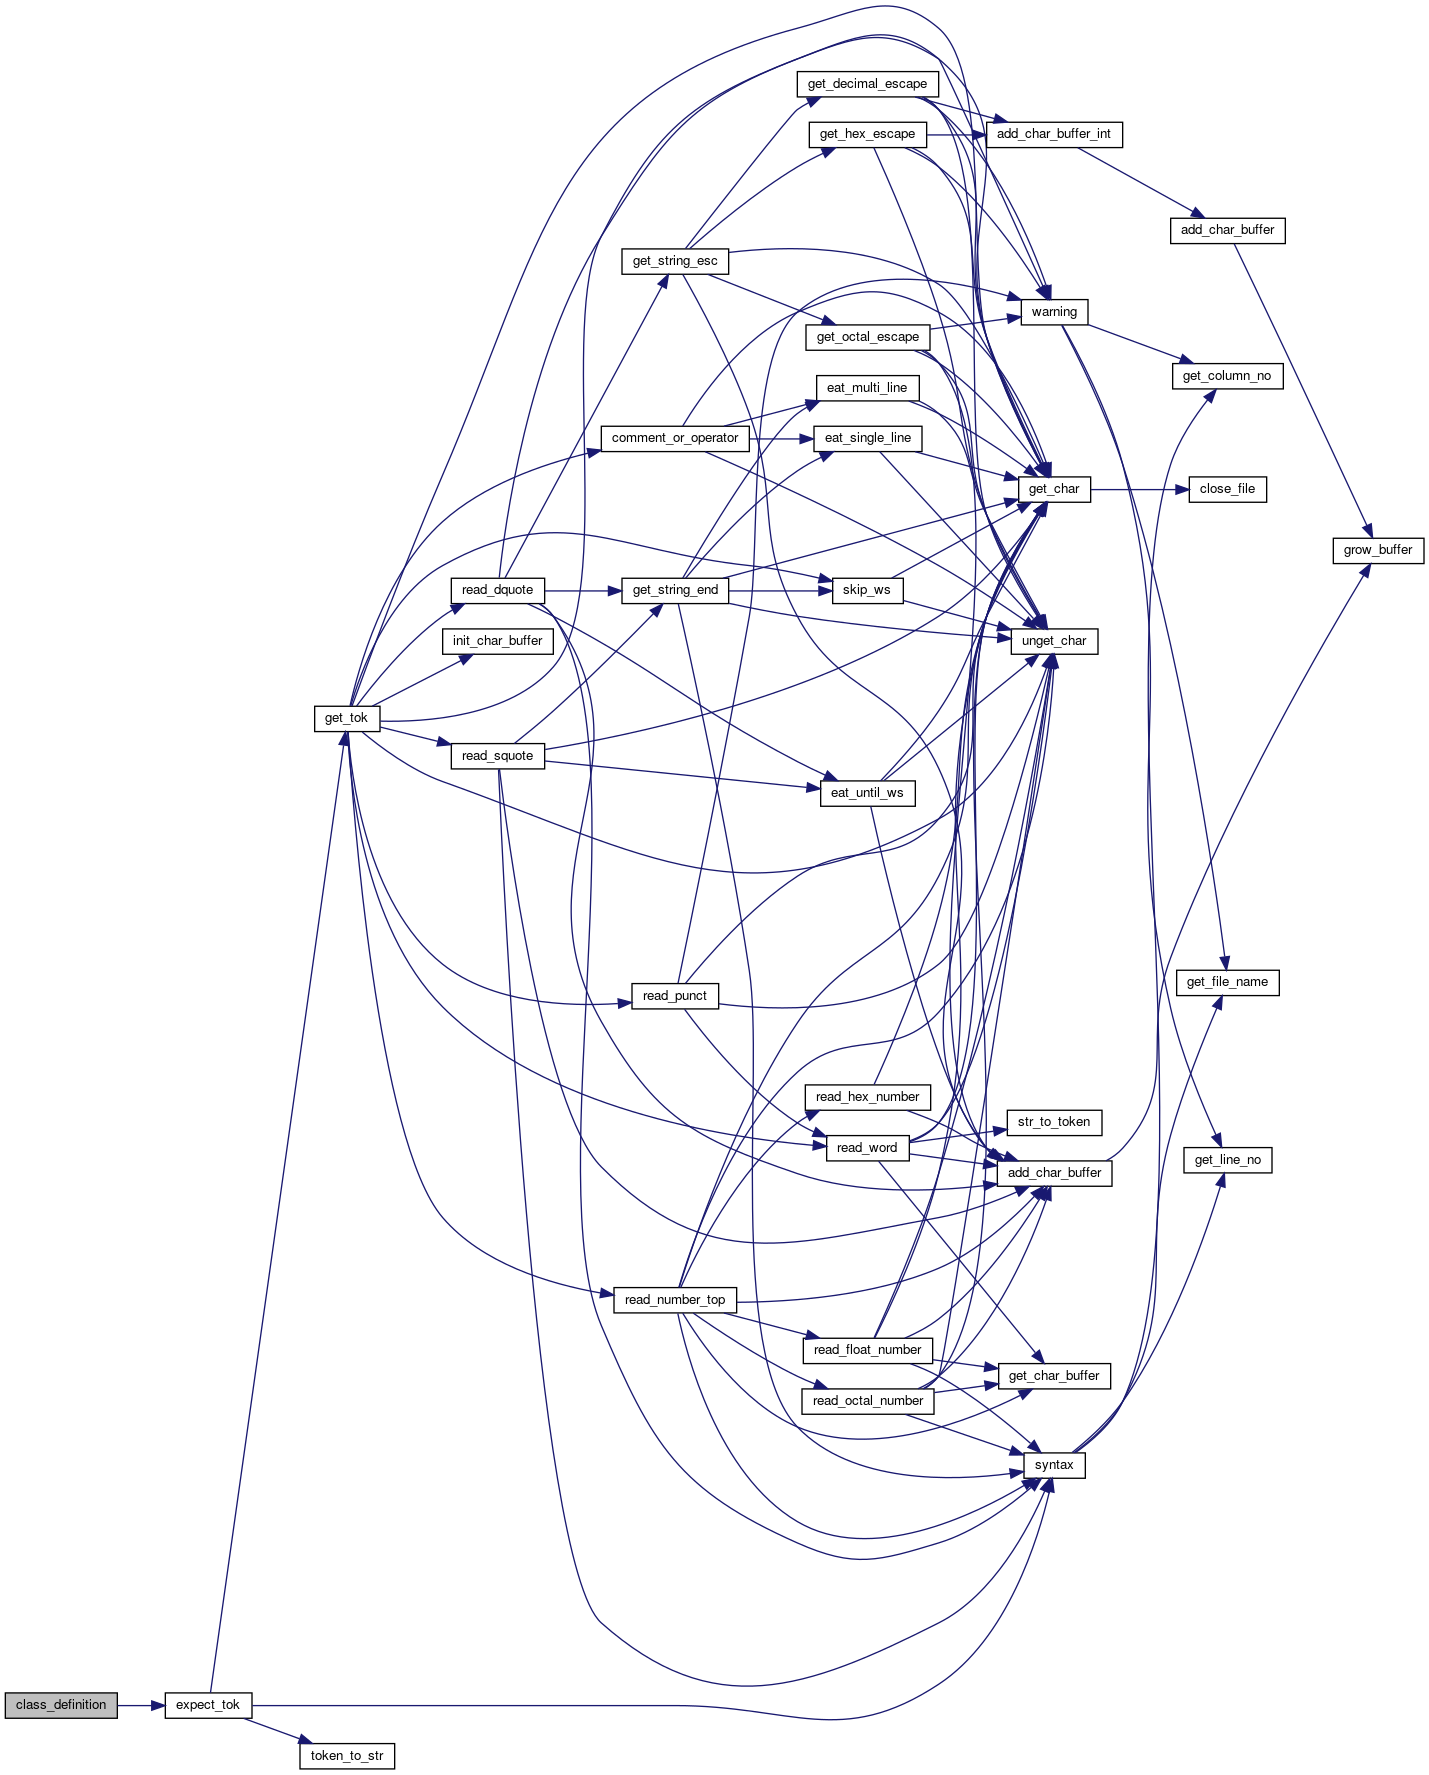 get_decimal_escape
get_hex_escape
add_char_buffer_int
add_char_buffer
get_string_esc
warning
get_octal_escape
get_column_no
eat_multi_line
comment_or_operator
eat_single_line
get_char
close_file
grow_buffer
read_dquote
get_string_end
skip_ws
init_char_buffer
unget_char
get_tok
read_squote
eat_until_ws
read_punct
get_file_name
read_hex_number
str_to_token
read_word
get_line_no
add_char_buffer
read_number_top
read_float_number
get_char_buffer
read_octal_number
syntax
class_definition
expect_tok
token_to_str